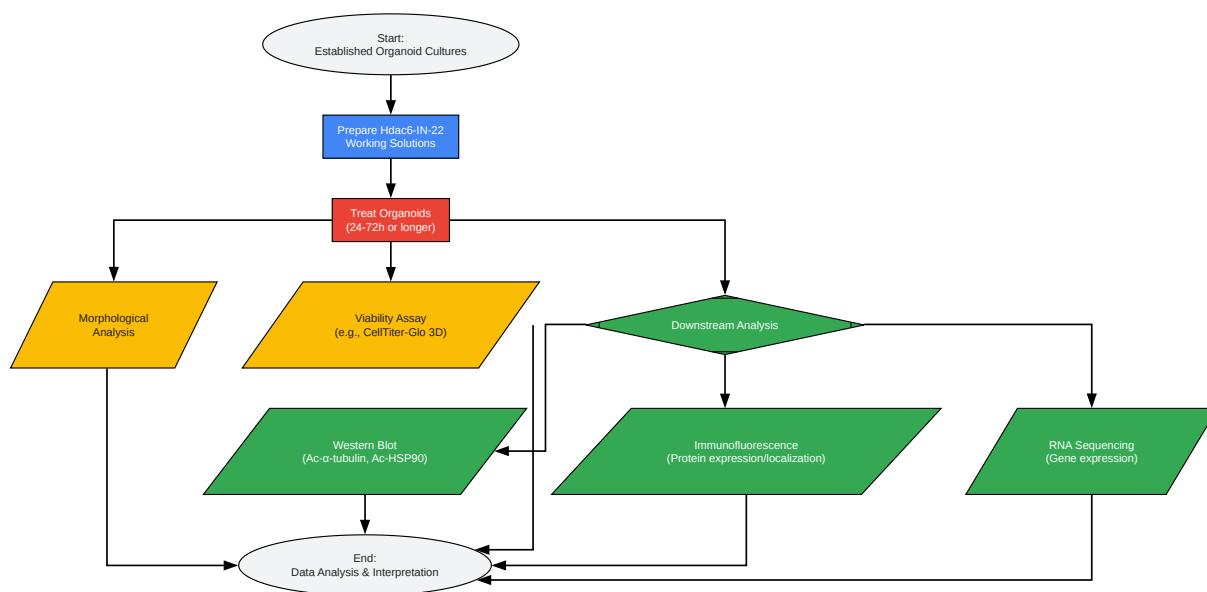 Start:
Established Organoid Cultures
Prepare Hdac6-IN-22
Working Solutions
Treat Organoids
(24-72h or longer)
Morphological
Analysis
Viability Assay
(e.g., CellTiter-Glo 3D)
Downstream Analysis
Western Blot
(Ac-α-tubulin, Ac-HSP90)
Immunofluorescence
(Protein expression/localization)
RNA Sequencing
(Gene expression)
End:
Data Analysis & Interpretation